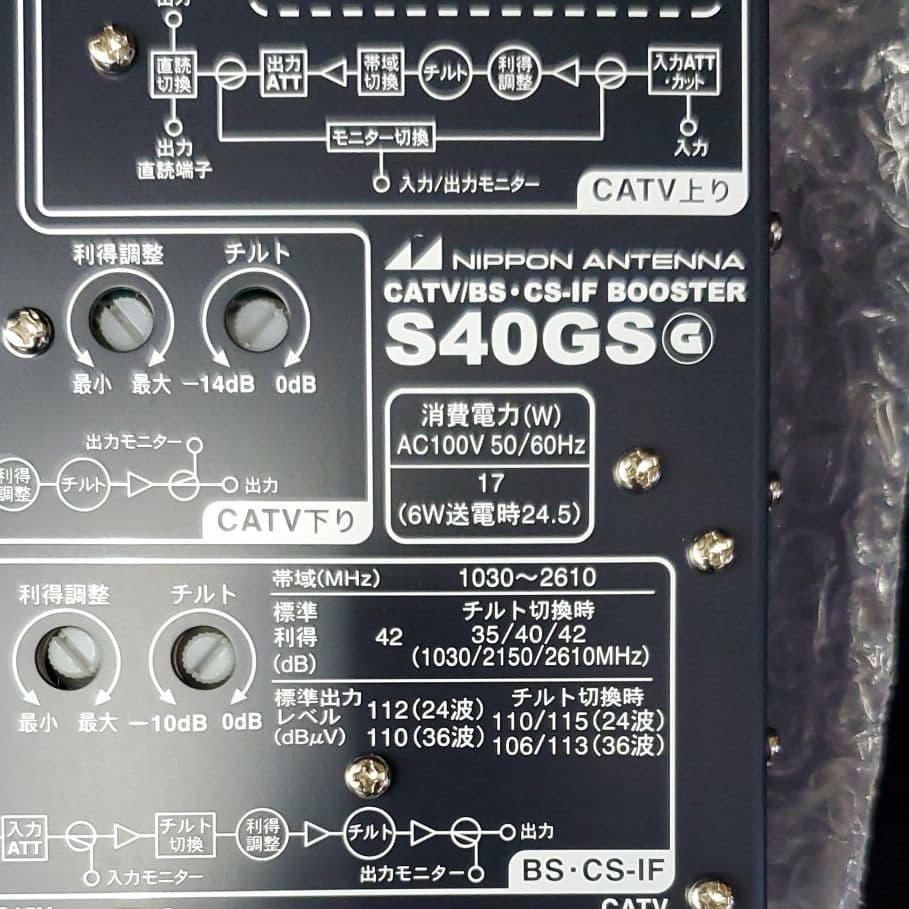 出力
直読切換
出力ATT
帯域切換
チルト
利得調整
入力ATT・カット
出力
直読端子
モニター切換
入力
入力/出力モニター
CATV上り
利得調整
チルト
最小 最大 −14dB 0dB
出力モニター
利得調整
チルト
出力
CATV下り
NIPPON ANTENNA
CATV/BS・CS-IF BOOSTER
S40GS G
消費電力(W)
AC100V 50/60Hz
17
(6W送電時24.5)
利得調整
チルト
最小 最大 −10dB 0dB
帯域(MHz) 1030〜2610
標準利得(dB) 42
チルト切換時
35/40/42
(1030/2150/2610MHz)
標準出力レベル(dBμV)
112(24波)
110(36波)
チルト切換時
110/115(24波)
106/113(36波)
入力ATT
チルト切換
利得調整
チルト
出力
入力モニター
出力モニター
BS・CS-IF
CATV